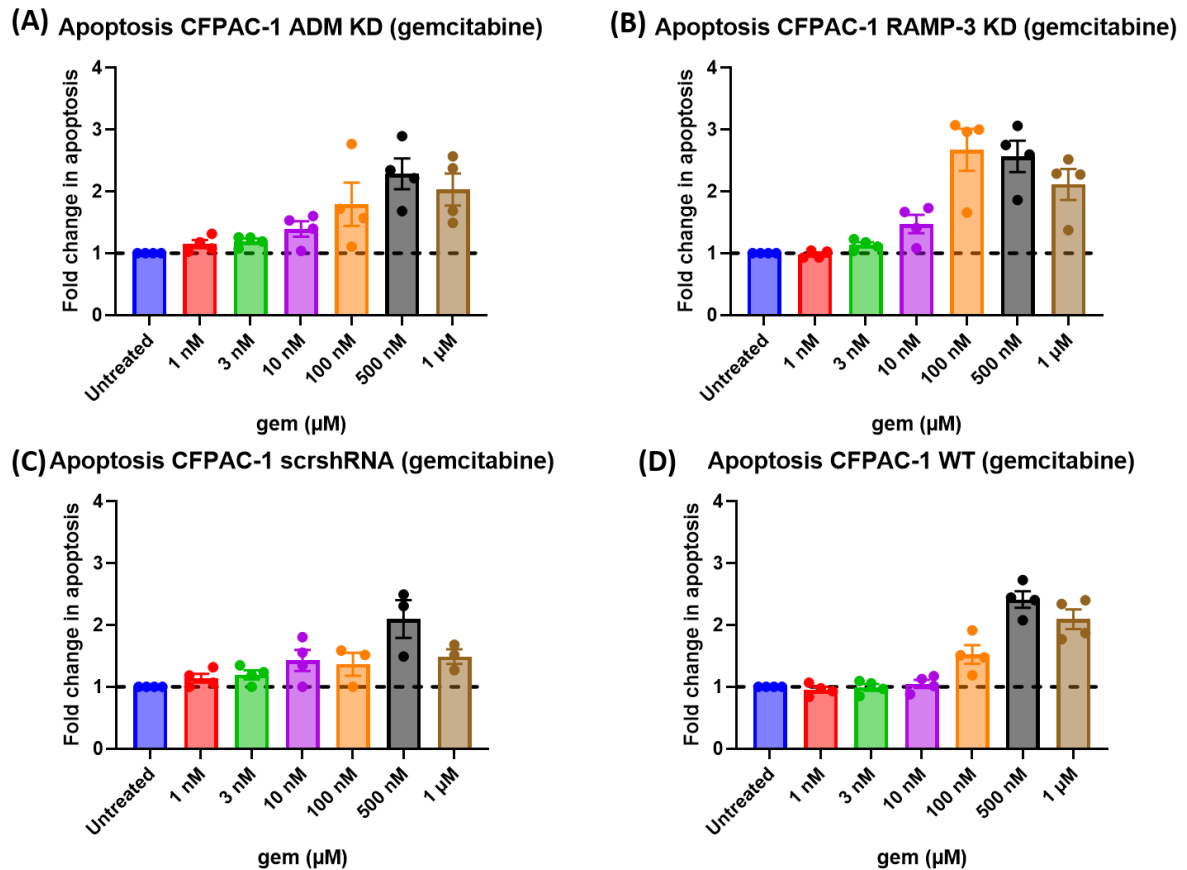 (A) Apoptosis CFPAC-1 ADM KD (gemcitabine)
Fold change in apoptosis
4
3
2
1
0
Untreated
1 nM
3 nM
10 nM
100 nM
500 nM
1 µM
gem (µM)
(B) Apoptosis CFPAC-1 RAMP-3 KD (gemcitabine)
Fold change in apoptosis
4
3
2
1
0
Untreated
1 nM
3 nM
10 nM
100 nM
500 nM
1 µM
gem (µM)
(C) Apoptosis CFPAC-1 scrshRNA (gemcitabine)
Fold change in apoptosis
4
3
2
1
0
Untreated
1 nM
3 nM
10 nM
100 nM
500 nM
1 µM
gem (µM)
(D) Apoptosis CFPAC-1 WT (gemcitabine)
Fold change in apoptosis
4
3
2
1
0
Untreated
1 nM
3 nM
10 nM
100 nM
500 nM
1 µM
gem (µM)